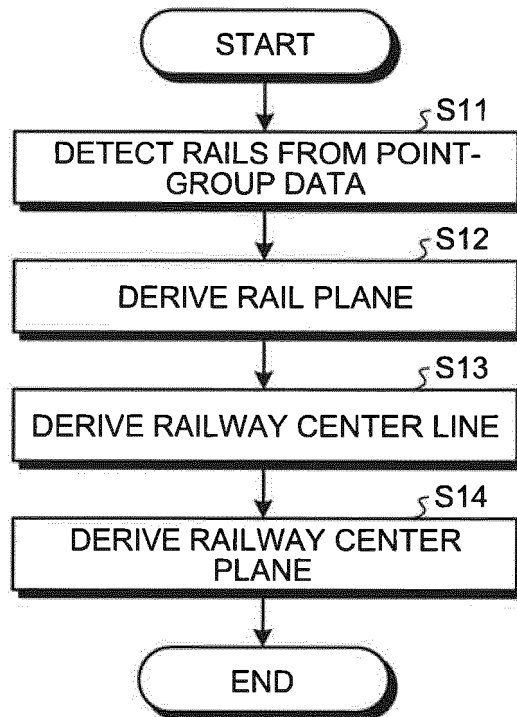 START
S11
DETECT RAILS FROM POINT-
GROUP DATA
S12
DERIVE RAIL PLANE
S13
DERIVE RAILWAY CENTER LINE
S14
DERIVE RAILWAY CENTER
PLANE
END